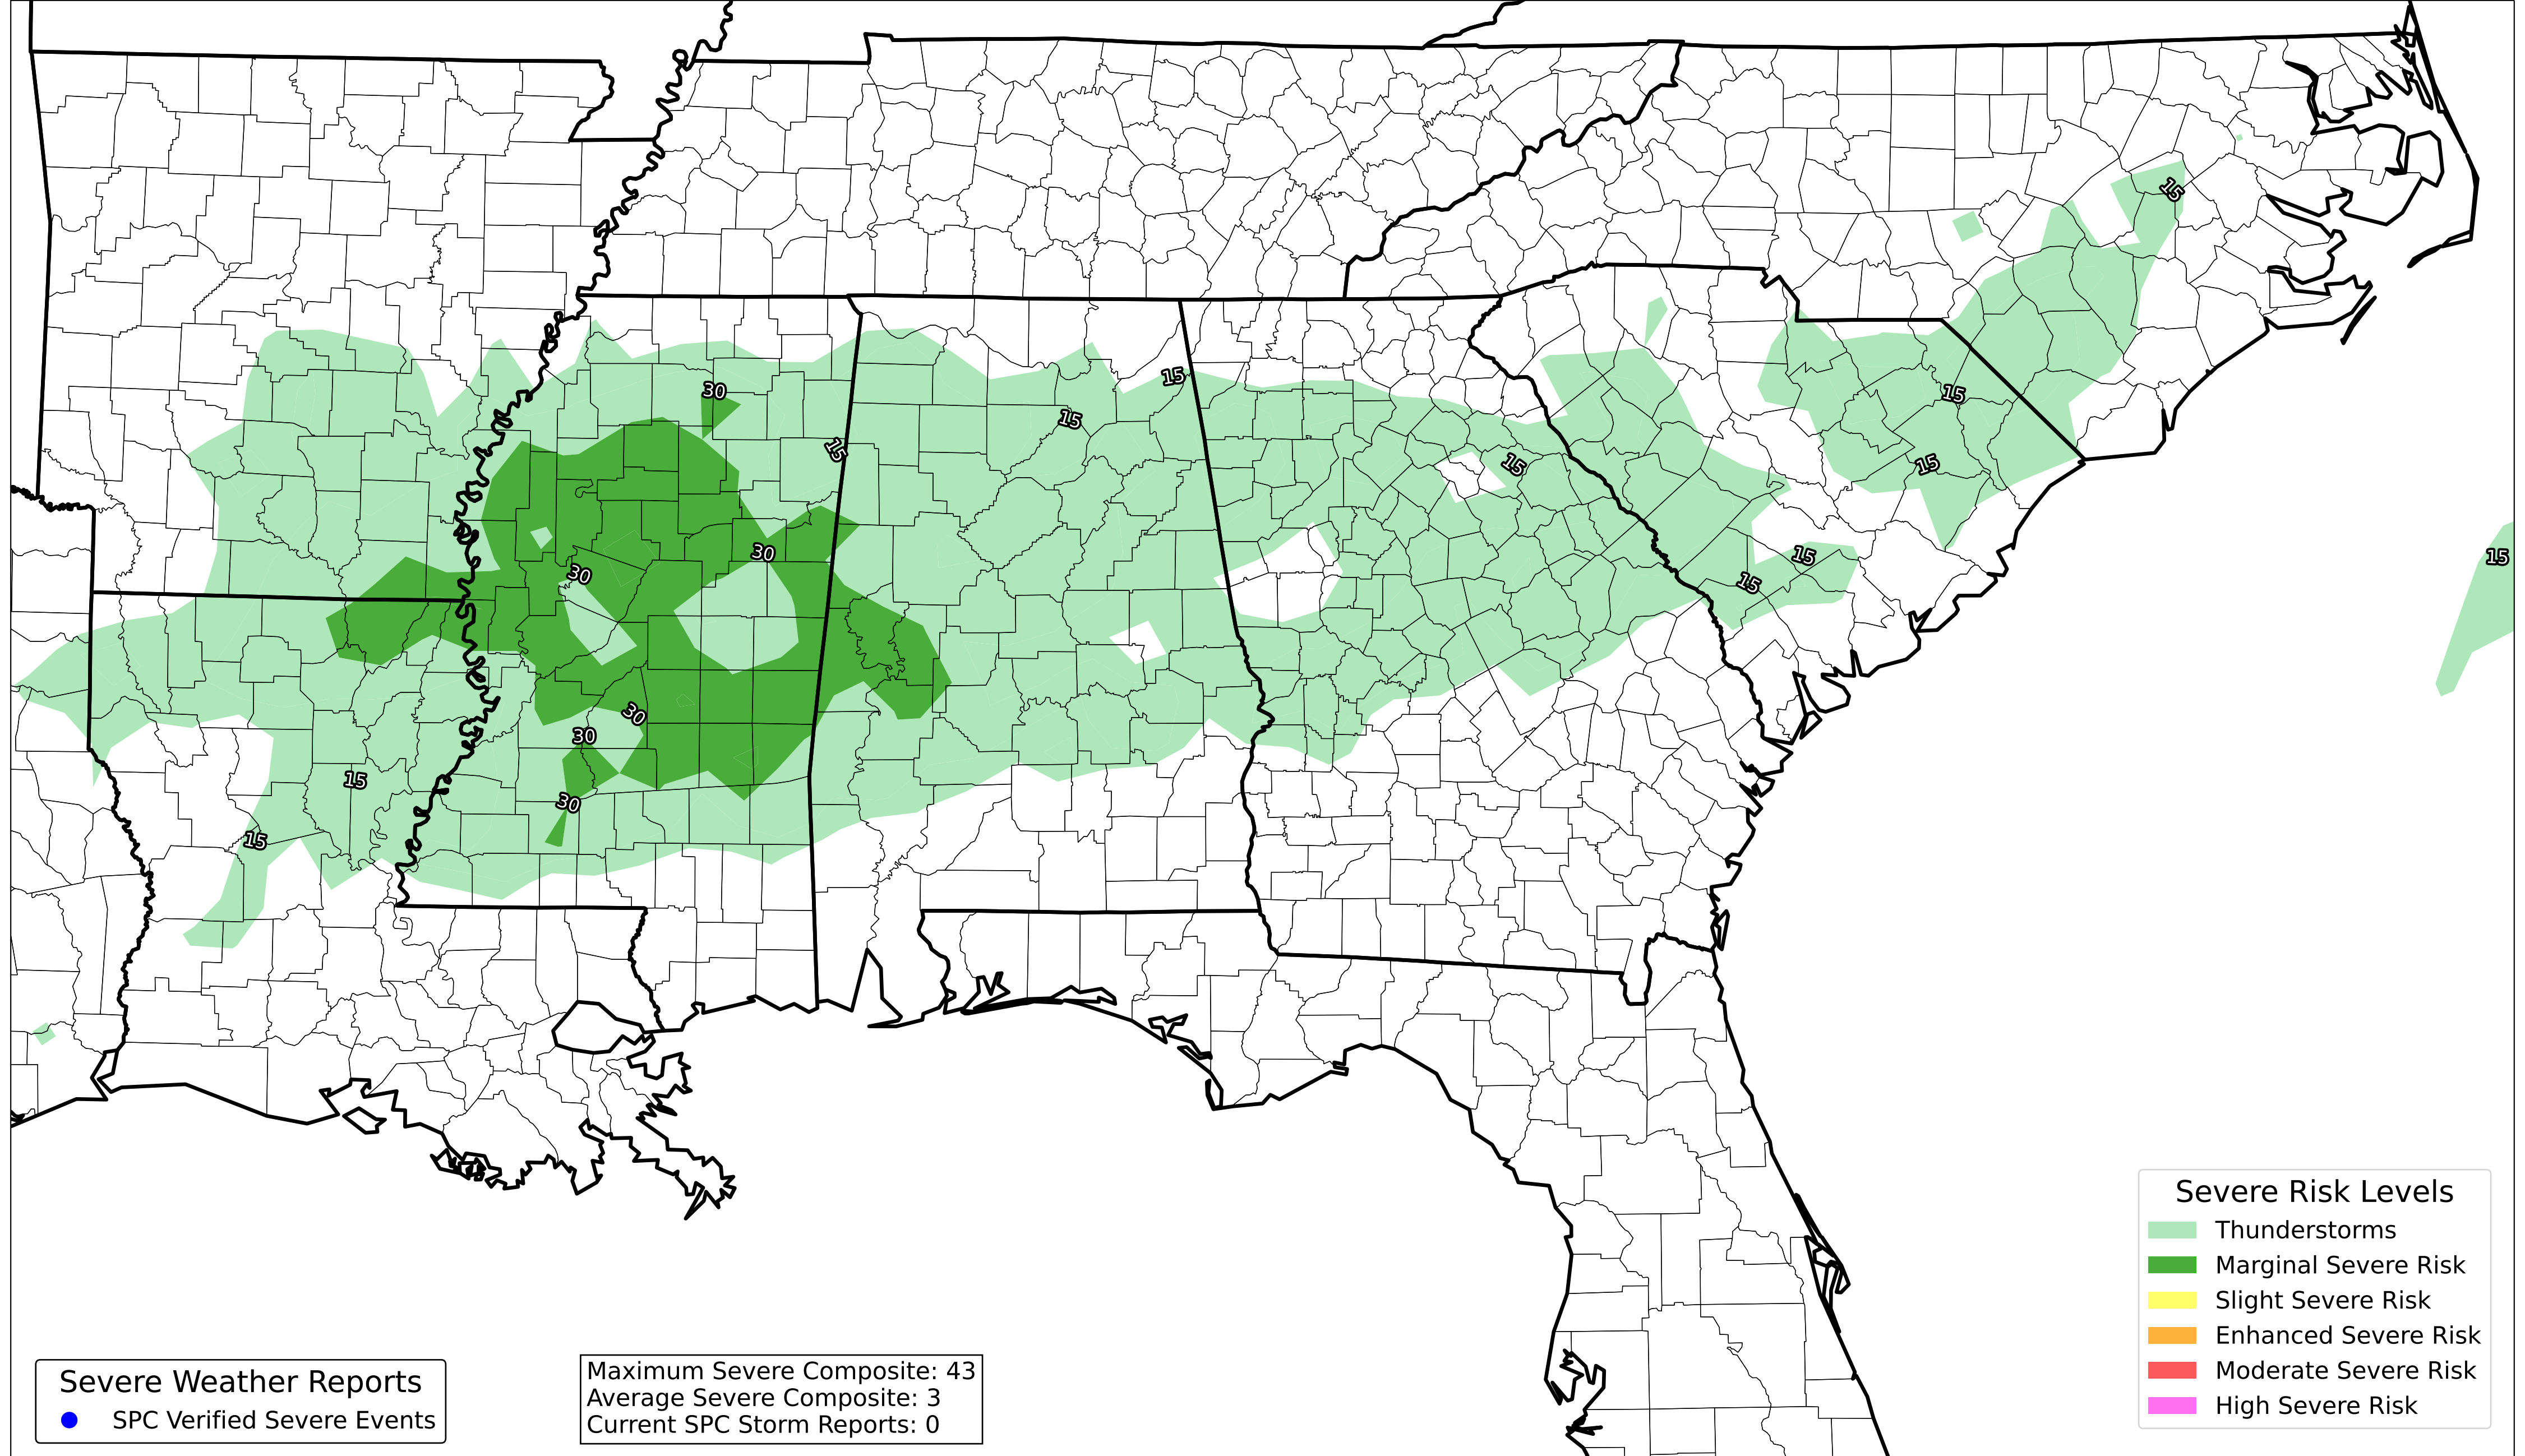 15
30
15
15
15
15
15
30
30
15
15
15
30
30
15
30
15
Severe Risk Levels
Thunderstorms
Marginal Severe Risk
Slight Severe Risk
Enhanced Severe Risk
Moderate Severe Risk
High Severe Risk
Severe Weather Reports
SPC Verified Severe Events
Maximum Severe Composite: 43
Average Severe Composite: 3
Current SPC Storm Reports: 0